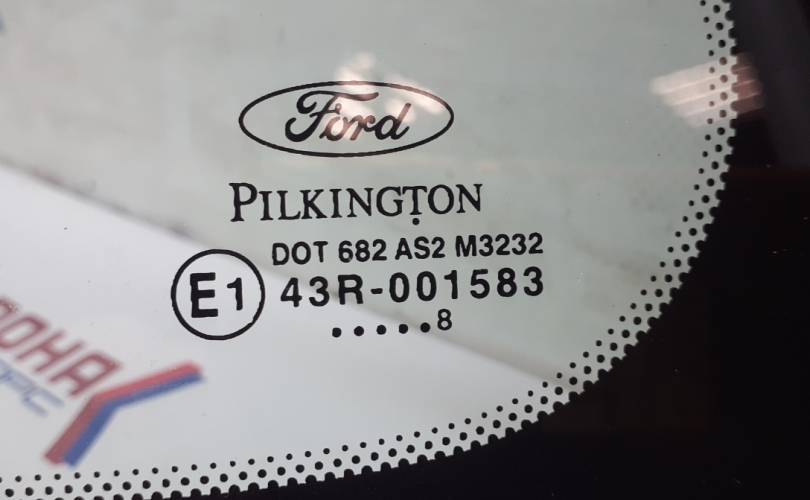 Ford
PILKINGTON
DOT 682 AS2 M3232
E1 43R-001583
.....8